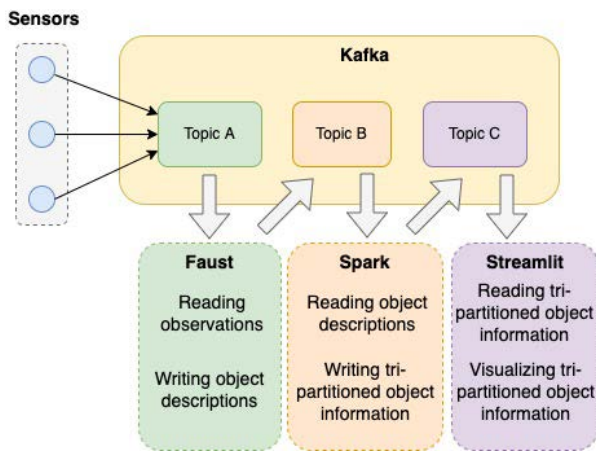 Sensors
Kafka
Topic A
Topic B
Topic C
Faust
Reading
observations
Writing object
descriptions
Spark
Reading object
descriptions
Writing tri-
partitioned object
information
Streamlit
Reading tri-
partitioned object
information
Visualizing tri-
partitioned object
information